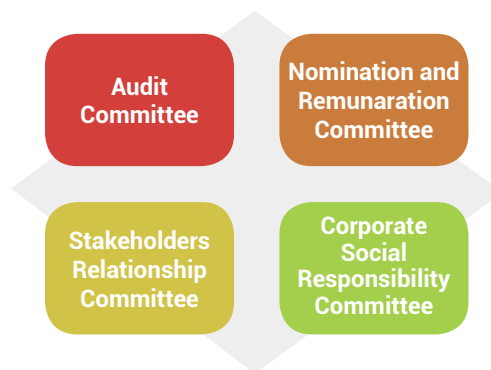 Audit
Committee
Nomination and
Remunaration
Committee
Stakeholders
Relationship
Committee
Corporate
Social
Responsibility
Committee